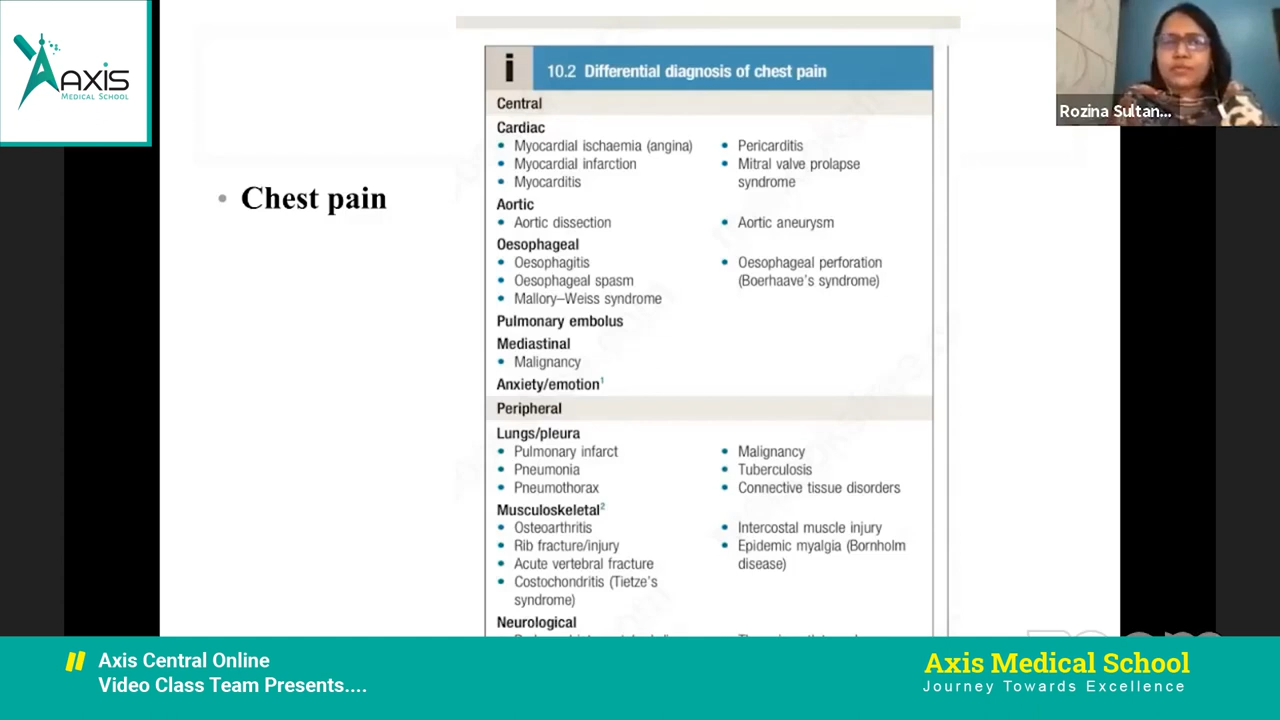 AXIS
MEDICAL SCHOOL
Rozina Sultan...
• Chest pain
i 10.2 Differential diagnosis of chest pain
Central
Cardiac
• Myocardial ischaemia (angina)
• Myocardial infarction
• Myocarditis
• Pericarditis
• Mitral valve prolapse
syndrome
Aortic
• Aortic dissection
• Aortic aneurysm
Oesophageal
• Oesophagitis
• Oesophageal spasm
• Mallory–Weiss syndrome
• Oesophageal perforation
(Boerhaave's syndrome)
Pulmonary embolus
Mediastinal
• Malignancy
Anxiety/emotion¹
Peripheral
Lungs/pleura
• Pulmonary infarct
• Pneumonia
• Pneumothorax
• Malignancy
• Tuberculosis
• Connective tissue disorders
Musculoskeletal²
• Osteoarthritis
• Rib fracture/injury
• Acute vertebral fracture
• Costochondritis (Tietze's
syndrome)
• Intercostal muscle injury
• Epidemic myalgia (Bornholm
disease)
Neurological
Axis Central Online
Video Class Team Presents....
Axis Medical School
Journey Towards Excellence